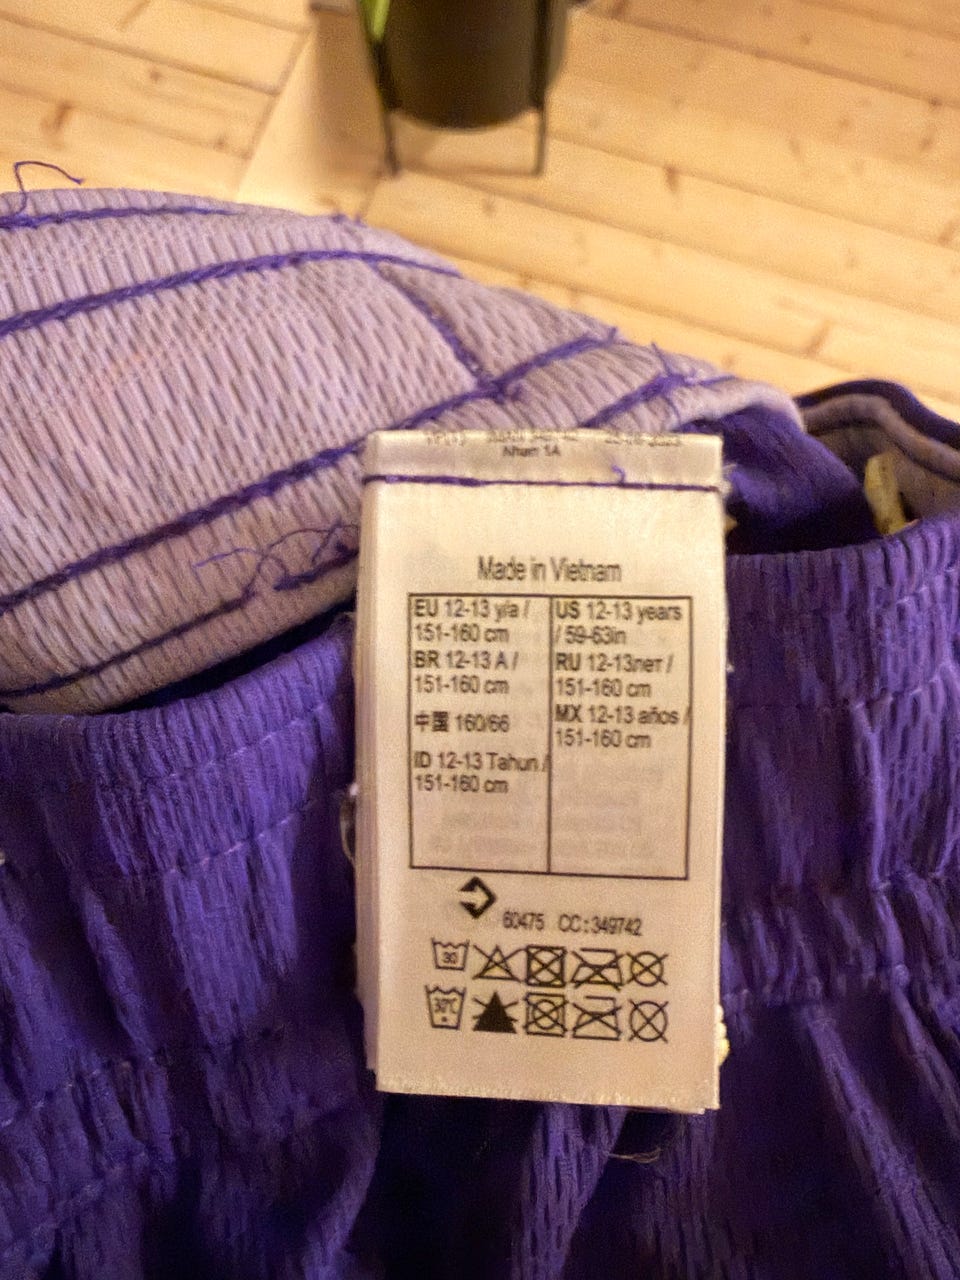 Nhum 1A
Made in Vietnam
EU 12-13 y/a /
151-160 cm
BR 12-13 A /
151-160 cm
中国 160/66
ID 12-13 Tahun /
151-160 cm
US 12-13 years
/ 59-63in
RU 12-13лет /
151-160 cm
MX 12-13 años /
151-160 cm
60475 CC:349742
30
30°C